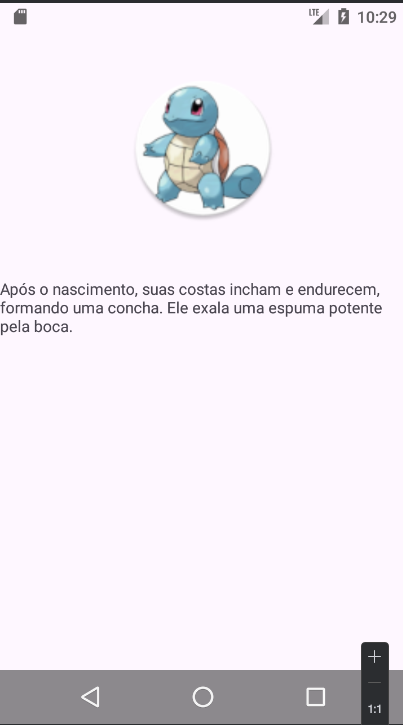 LTE 10:29
Após o nascimento, suas costas incham e endurecem,
formando uma concha. Ele exala uma espuma potente
pela boca.
1:1